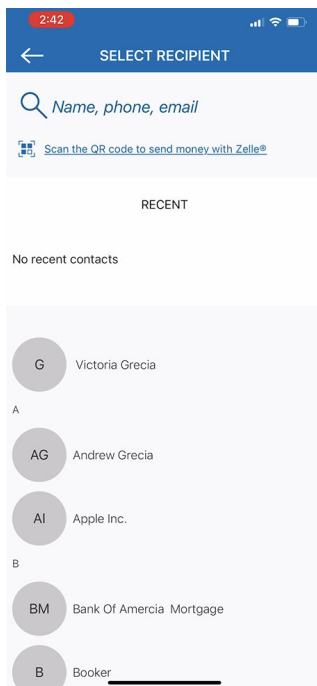 2:42
SELECT RECIPIENT
Name, phone, email
Scan the QR code to send money with Zelle®
RECENT
No recent contacts
G Victoria Grecia
A
AG Andrew Grecia
AI Apple Inc.
B
BM Bank Of Amercia Mortgage
B Booker